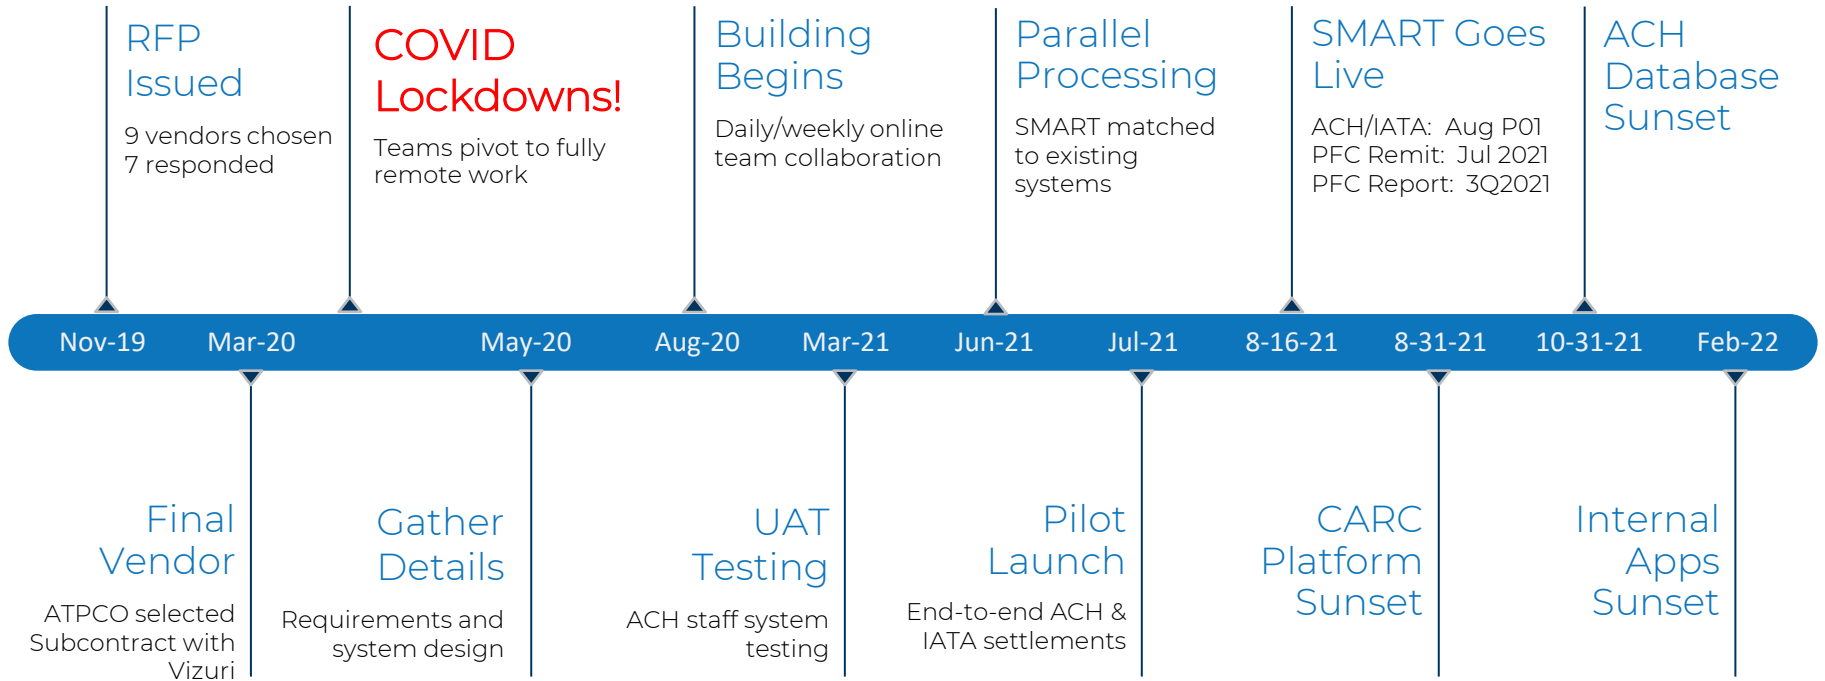 RFP
Issued
9 vendors chosen
7 responded
COVID
Lockdowns!
Teams pivot to fully
remote work
Building
Begins
Daily/weekly online
team collaboration
Parallel
Processing
SMART matched
to existing
systems
SMART Goes
Live
ACH/IATA:  Aug P01
PFC Remit:  Jul 2021
PFC Report:  3Q2021
ACH
Database
Sunset
Nov-19 Mar-20 May-20 Aug-20 Mar-21 Jun-21 Jul-21 8-16-21 8-31-21 10-31-21 Feb-22
Final
Vendor
ATPCO selected
Subcontract with
Vizuri
Gather
Details
Requirements and
system design
UAT
Testing
ACH staff system
testing
Pilot
Launch
End-to-end ACH &
IATA settlements
CARC
Platform
Sunset
Internal
Apps
Sunset